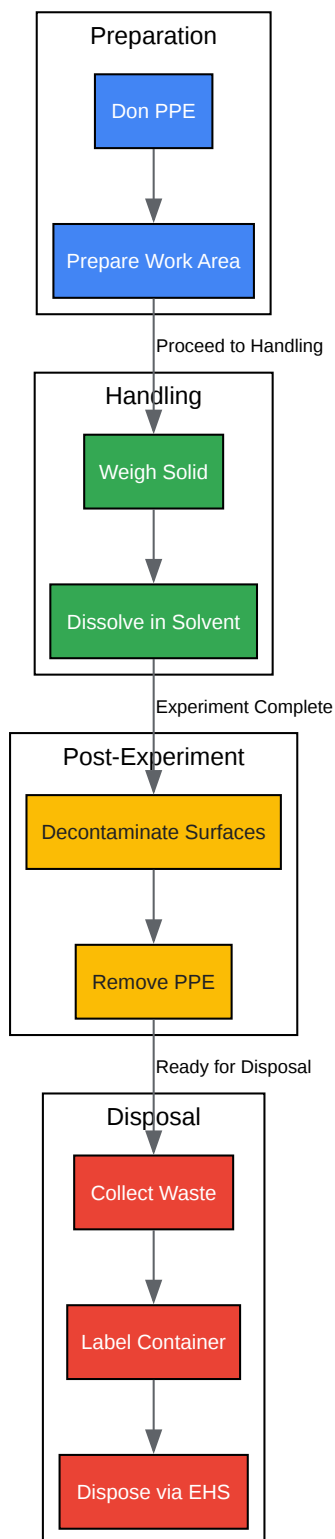 Preparation
Don PPE
Prepare Work Area
Proceed to Handling
Handling
Weigh Solid
Dissolve in Solvent
Experiment Complete
Post-Experiment
Decontaminate Surfaces
Remove PPE
Ready for Disposal
Disposal
Collect Waste
Label Container
Dispose via EHS